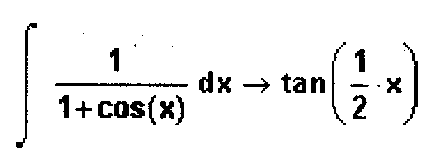 ∫ 1/(1+cos(x)) dx → tan(1/2 · x)